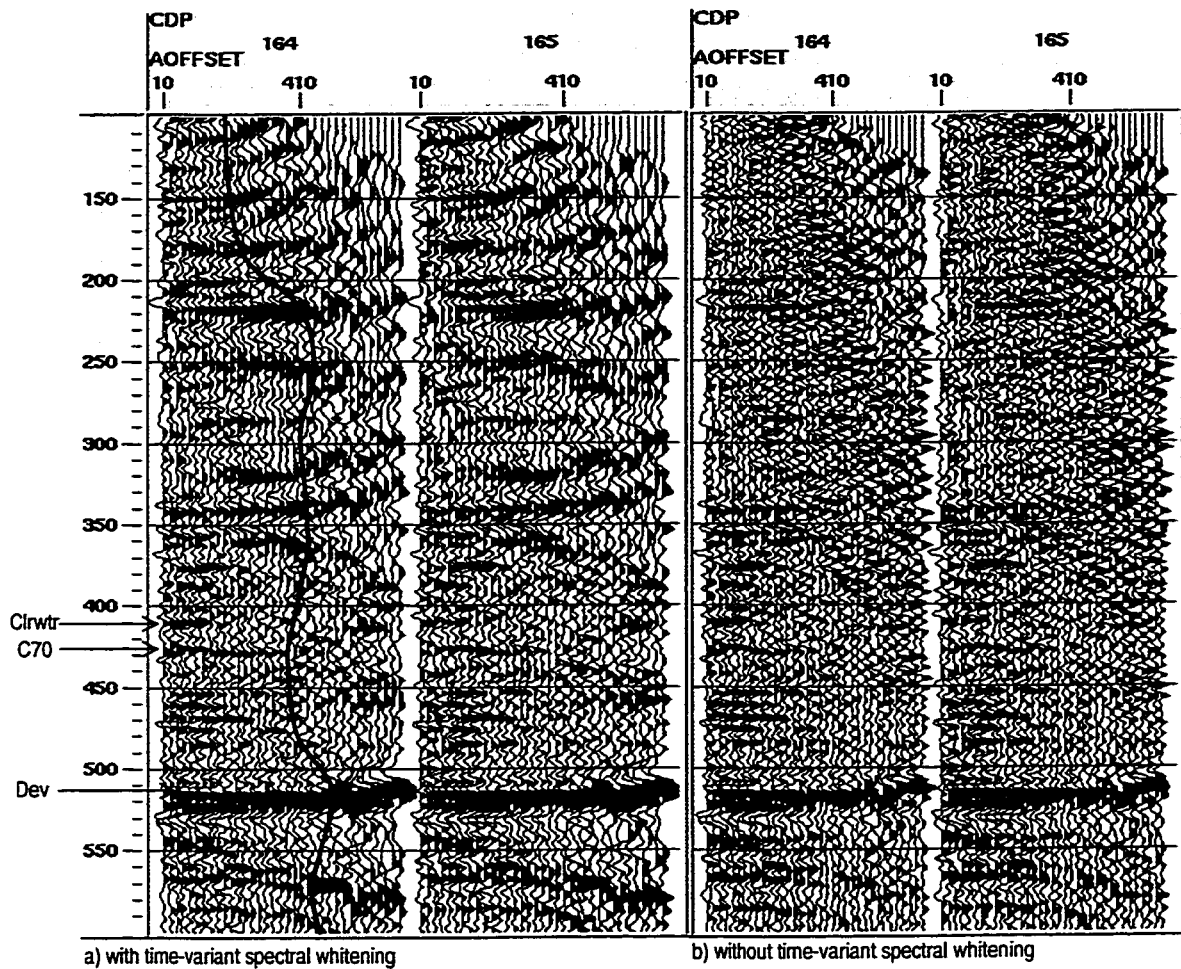 CDP
164 165
AOFFSET
10 410 10 410
CDP
164 165
AOFFSET
10 410 10 410
150
200
250
300
350
400
Clrwtr
C70
450
500
Dev
550
a) with time-variant spectral whitening
b) without time-variant spectral whitening